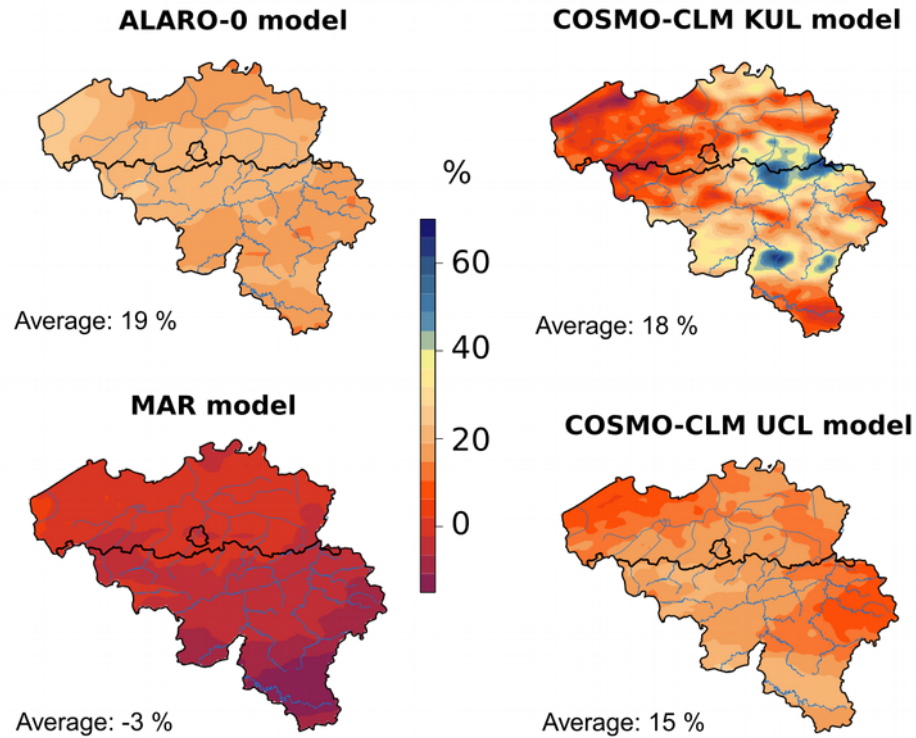 ALARO-0 model
COSMO-CLM KUL model
%
60
40
20
0
Average: 19 %
Average: 18 %
MAR model
COSMO-CLM UCL model
Average: -3 %
Average: 15 %